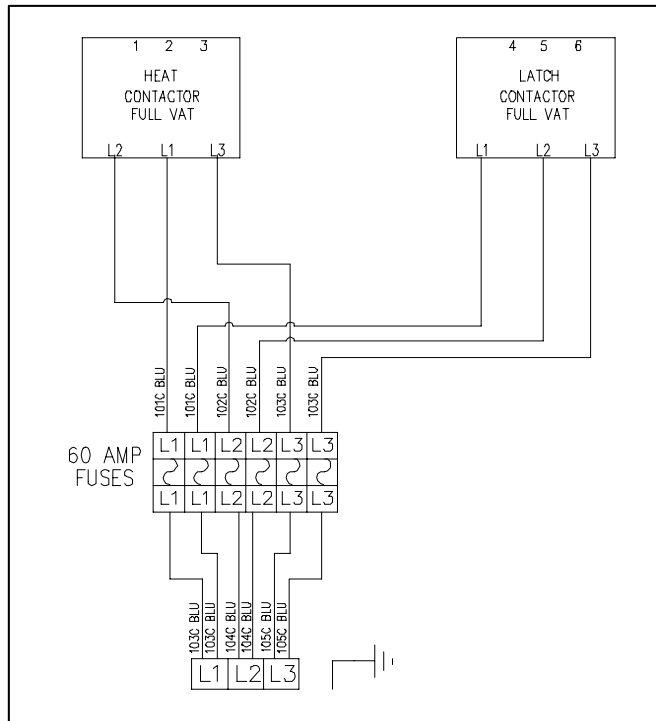 1 2 3
HEAT
CONTACTOR
FULL VAT
L2 L1 L3
4 5 6
LATCH
CONTACTOR
FULL VAT
L1 L2 L3
101C BLU
101C BLU
102C BLU
102C BLU
103C BLU
103C BLU
60 AMP
FUSES
L1 L1 L2 L2 L3 L3
L1 L1 L2 L2 L3 L3
103C BLU
103C BLU
104C BLU
104C BLU
105C BLU
105C BLU
L1 L2 L3